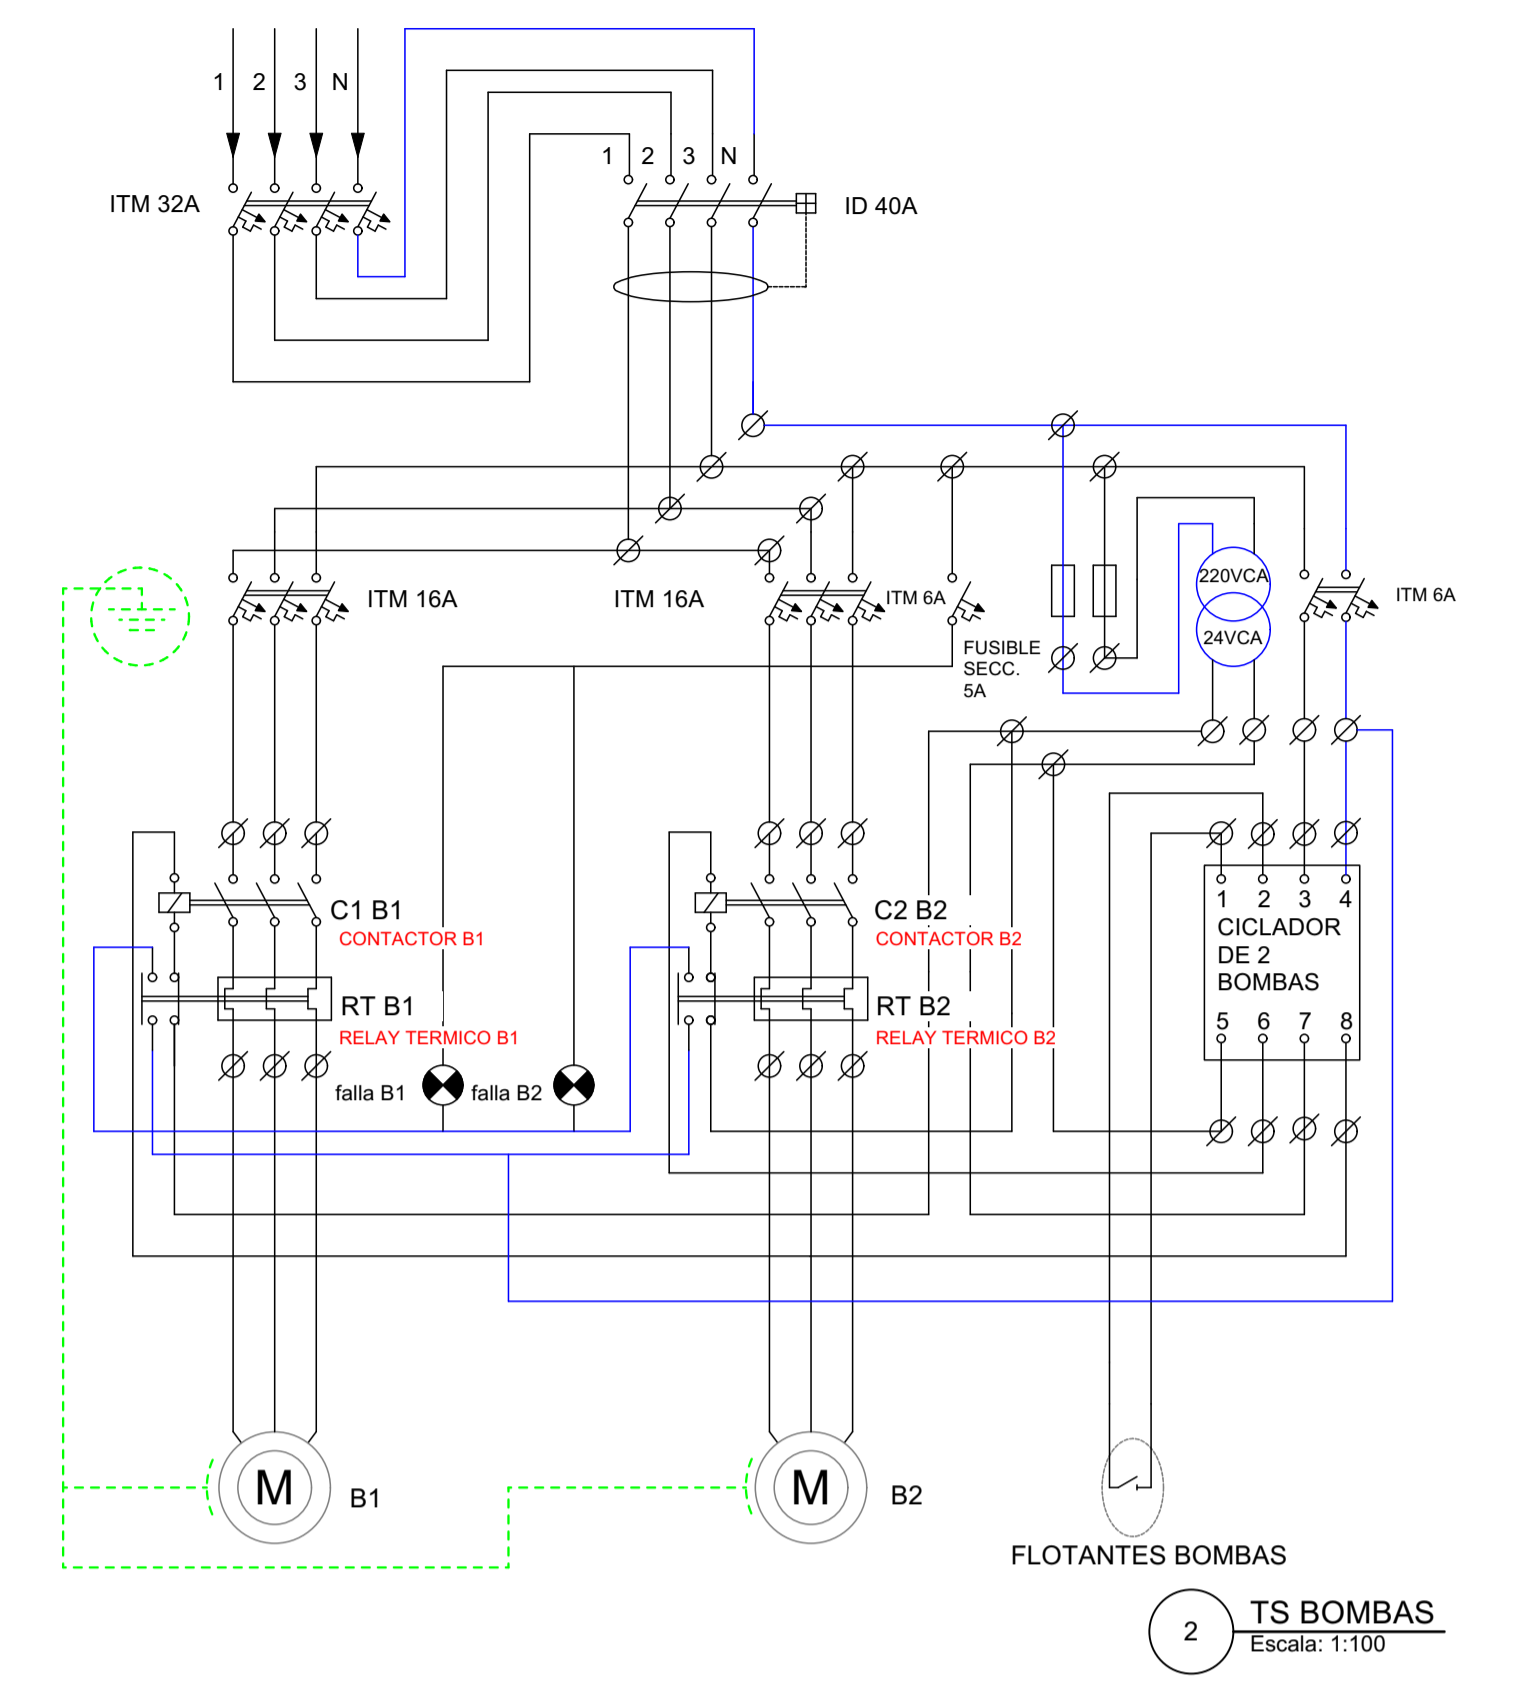 1 2 3 N
1 2 3 N
ITM 32A
ID 40A
220VCA
ITM 16A
ITM 16A
ITM 6A
ITM 6A
24VCA
FUSIBLE
SECC.
5A
C1 B1
CONTACTOR B1
C2 B2
CONTACTOR B2
1 2 3 4
CICLADOR
DE 2
BOMBAS
5 6 7 8
RT B1
RELAY TERMICO B1
RT B2
RELAY TERMICO B2
falla B1
falla B2
M
B1
M
B2
FLOTANTES BOMBAS
2
TS BOMBAS
Escala: 1:100